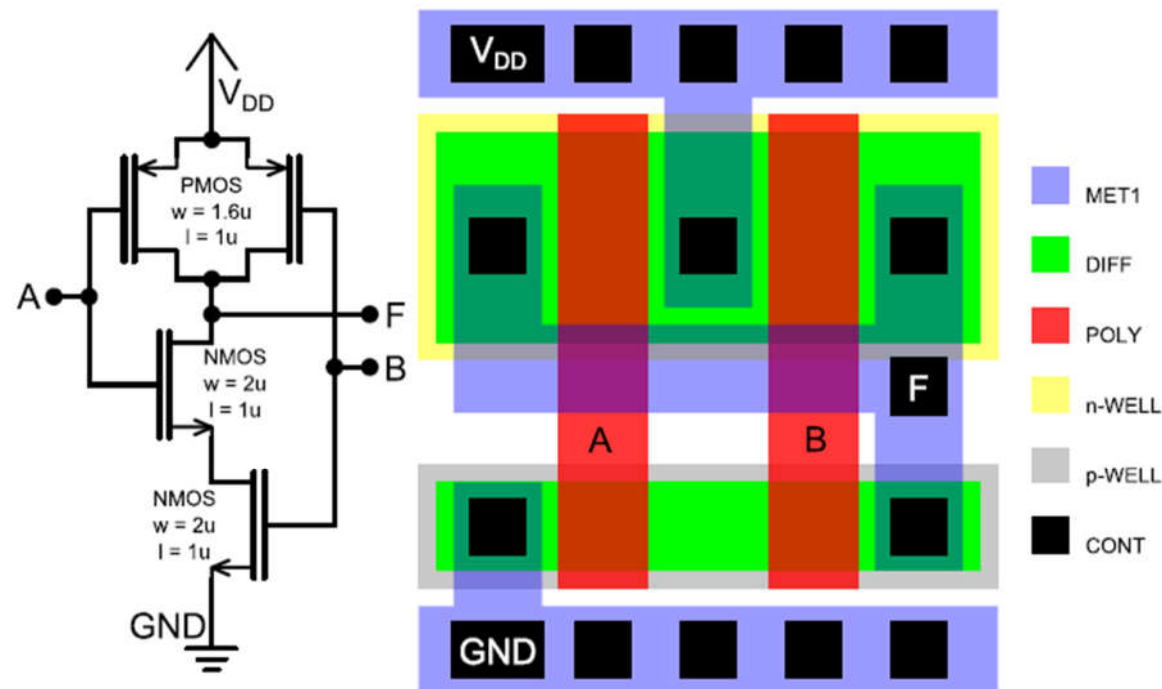 VDD
PMOS
w = 1.6u
l = 1u
A
F
B
NMOS
w = 2u
l = 1u
NMOS
w = 2u
l = 1u
GND
VDD
F
A
B
GND
MET1
DIFF
POLY
n-WELL
p-WELL
CONT